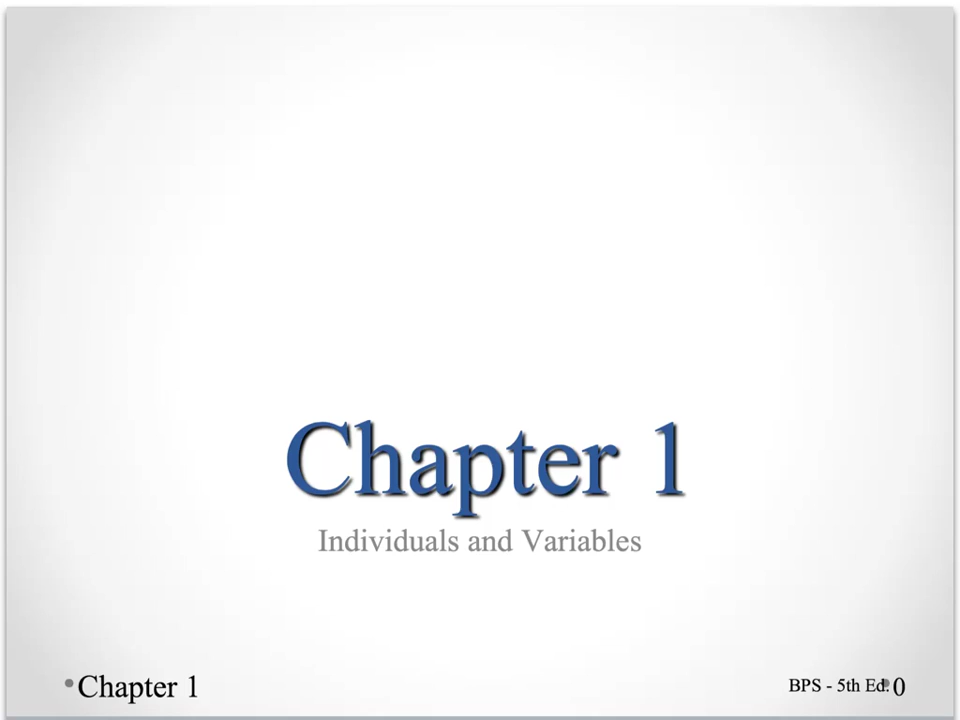 Chapter 1
Individuals and Variables
•Chapter 1
BPS - 5th Ed.
•0